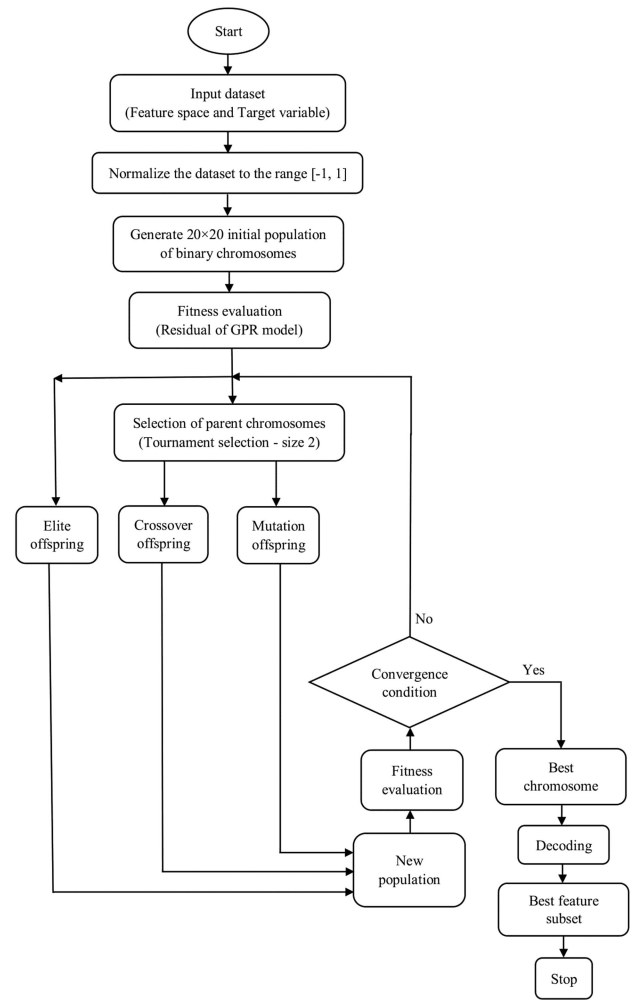 Start
Input dataset
(Feature space and Target variable)
Normalize the dataset to the range [-1, 1]
Generate 20×20 initial population
of binary chromosomes
Fitness evaluation
(Residual of GPR model)
Selection of parent chromosomes
(Tournament selection - size 2)
Elite
offspring
Crossover
offspring
Mutation
offspring
No
Convergence
condition
Yes
Fitness
evaluation
Best
chromosome
New
population
Decoding
Best feature
subset
Stop